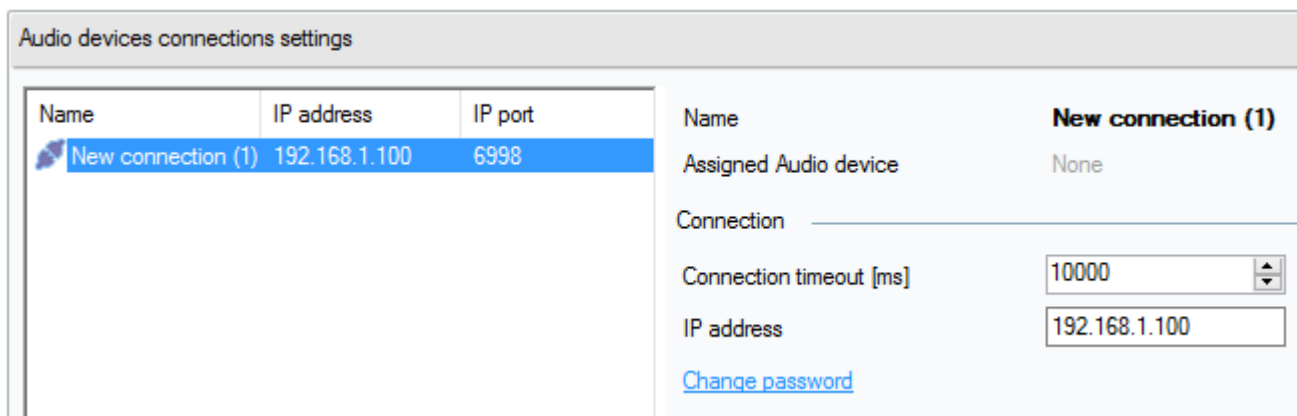 Audio devices connections settings
Name IP address IP port
New connection (1) 192.168.1.100 6998
Name New connection (1)
Assigned Audio device None
Connection
Connection timeout [ms] 10000
IP address 192.168.1.100
Change password